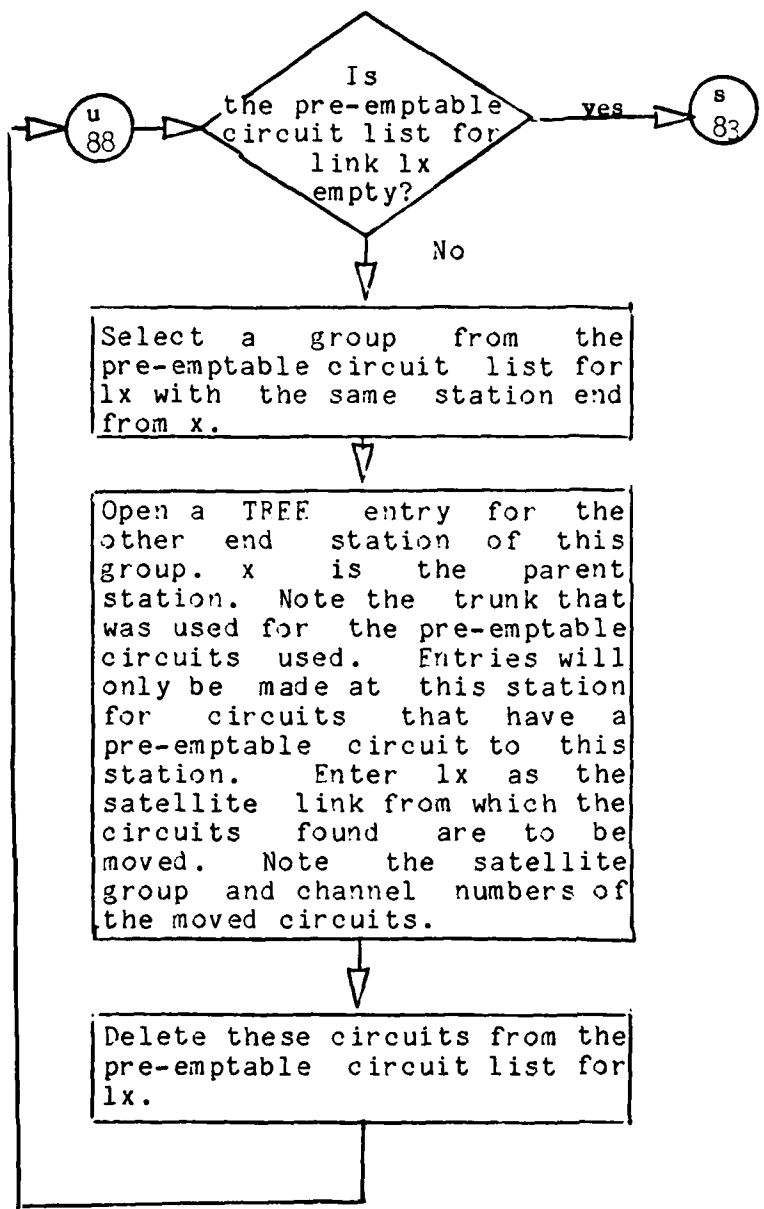 Is
the pre-emptable
circuit list for
link lx
empty?
u
88
yes
s
83
No
Select a group from the
pre-emptable circuit list for
lx with the same station end
from x.
Open a TREE entry for the
other end station of this
group. x is the parent
station. Note the trunk that
was used for the pre-emptable
circuits used. Entries will
only be made at this station
for circuits that have a
pre-emptable circuit to this
station. Enter lx as the
satellite link from which the
circuits found are to be
moved. Note the satellite
group and channel numbers of
the moved circuits.
Delete these circuits from the
pre-emptable circuit list for
lx.